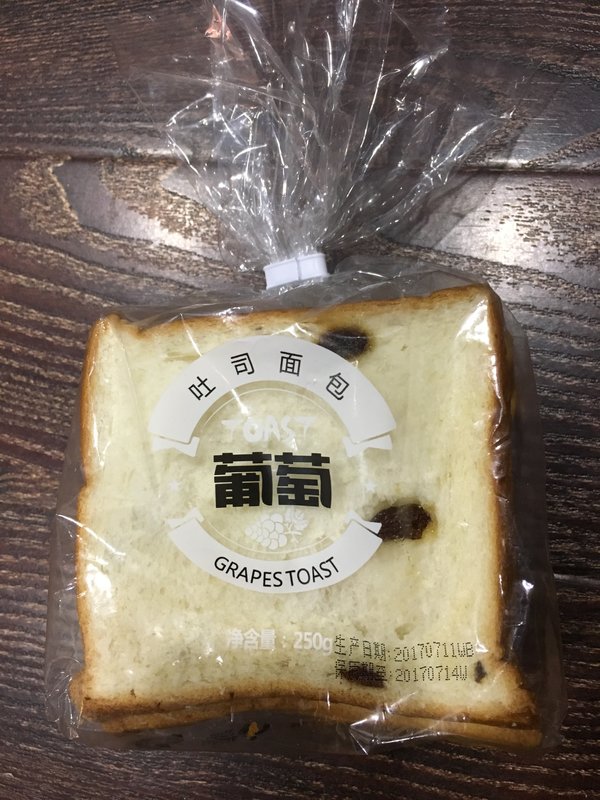 吐司面包
TOAST
葡萄
GRAPES TOAST
净含量：250g
生产日期:20170711WB
保质期至:20170714W